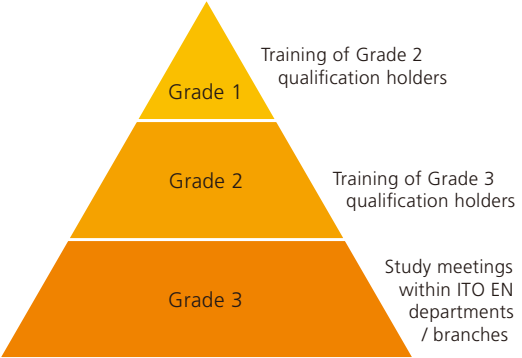 Grade 1
Training of Grade 2
qualification holders
Grade 2
Training of Grade 3
qualification holders
Grade 3
Study meetings
within ITO EN
departments
/ branches